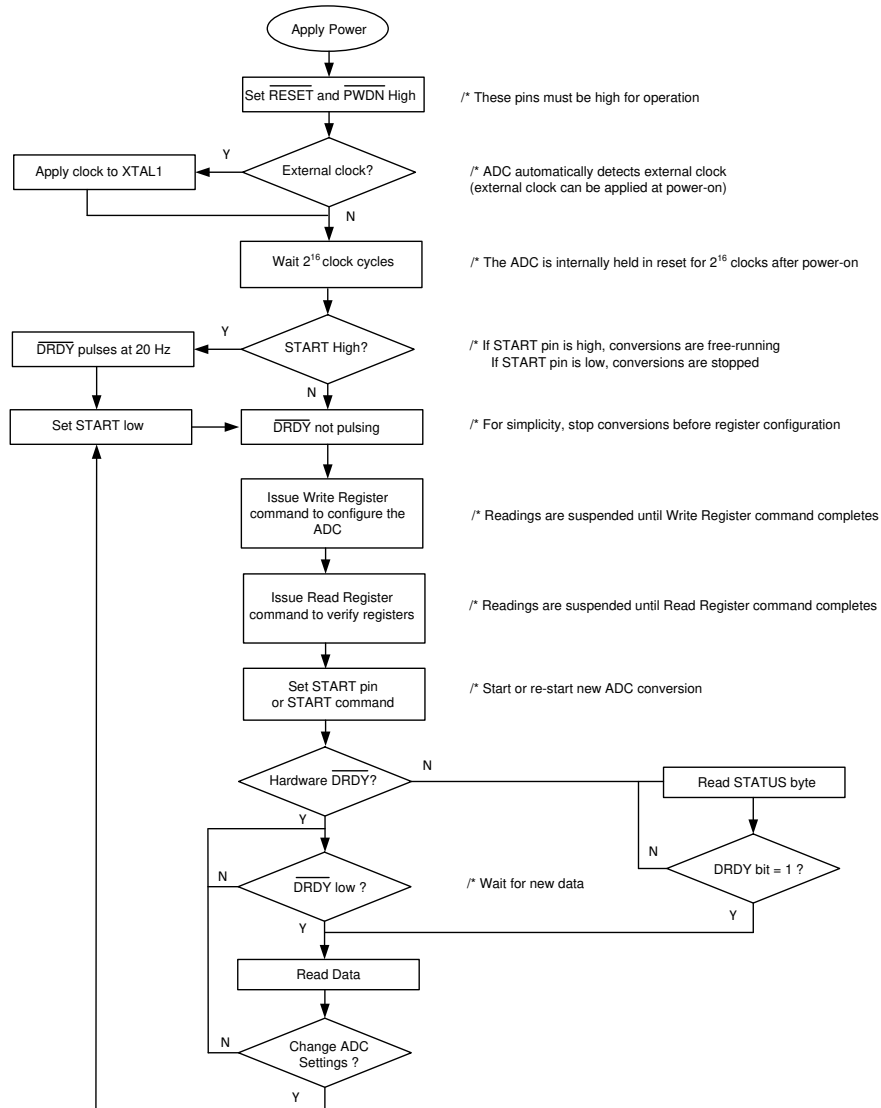 Apply Power
Set RESET and PWDN High
/* These pins must be high for operation
Y
Apply clock to XTAL1
External clock?
/* ADC automatically detects external clock
(external clock can be applied at power-on)
N
Wait 2¹⁶ clock cycles
/* The ADC is internally held in reset for 2¹⁶ clocks after power-on
Y
DRDY pulses at 20 Hz
START High?
/* If START pin is high, conversions are free-running
If START pin is low, conversions are stopped
N
Set START low
DRDY not pulsing
/* For simplicity, stop conversions before register configuration
Issue Write Register
command to configure the
ADC
/* Readings are suspended until Write Register command completes
Issue Read Register
command to verify registers
/* Readings are suspended until Read Register command completes
Set START pin
or START command
/* Start or re-start new ADC conversion
Hardware DRDY?
N
Read STATUS byte
Y
N
DRDY low ?
/* Wait for new data
N
DRDY bit = 1 ?
Y
Y
Read Data
N
Change ADC
Settings ?
Y